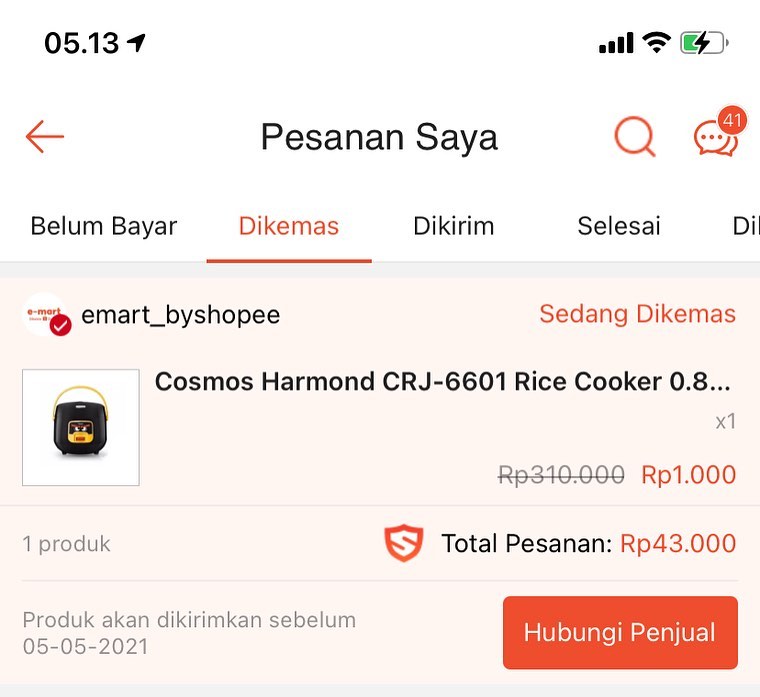 05.13
41
Pesanan Saya
Belum Bayar Dikemas Dikirim Selesai
e-mart
emart_byshopee Sedang Dikemas
Cosmos Harmond CRJ-6601 Rice Cooker 0.8...
x1
Rp310.000 Rp1.000
1 produk Total Pesanan: Rp43.000
Produk akan dikirimkan sebelum
05-05-2021
Hubungi Penjual